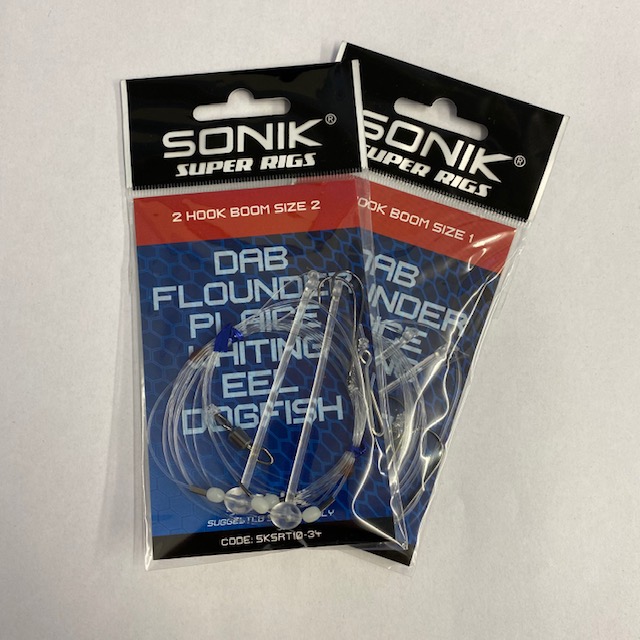 SONIK®
SUPER RIGS
2 HOOK BOOM SIZE 2
DAB
FLOUNDER
PLAICE
WHITING
EEL
DOGFISH
SUGGESTED
CODE: SKSRT10-34
SONIK®
SUPER RIGS
HOOK BOOM SIZE 1
DAB